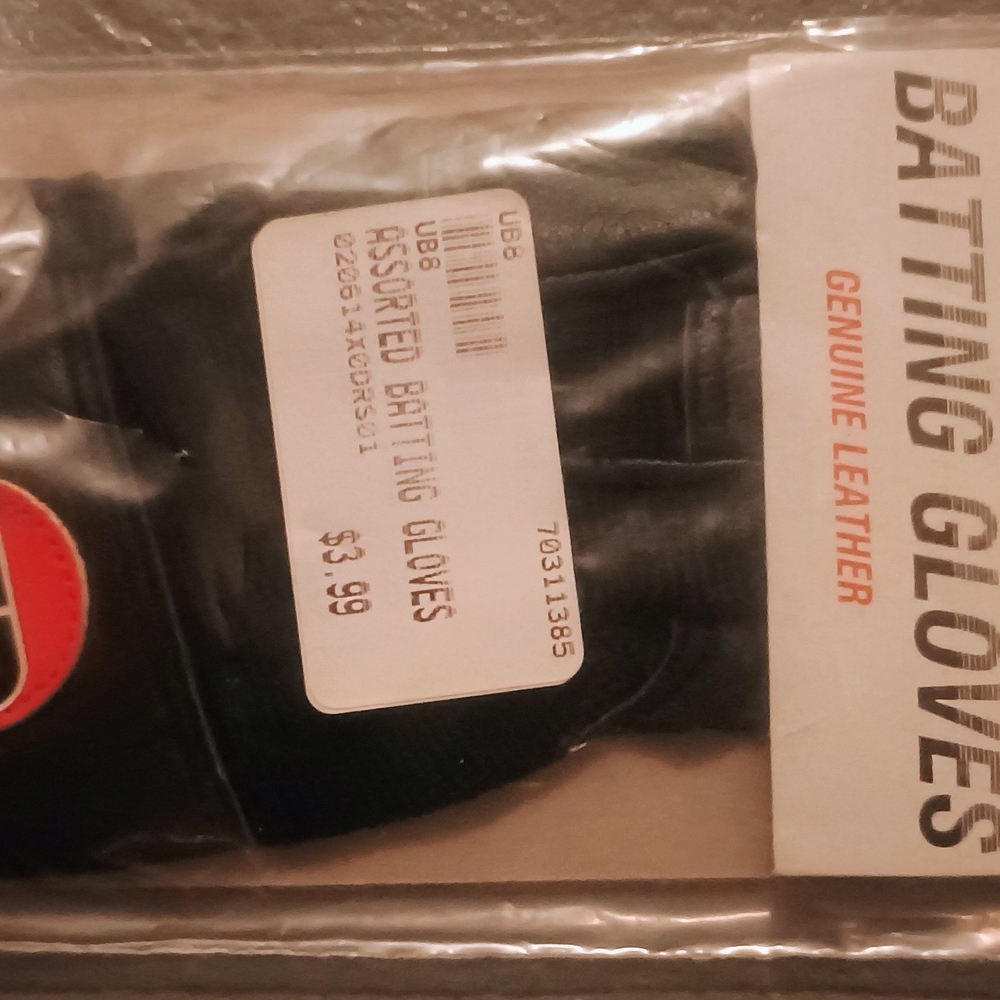 BATTING GLOVES
GENUINE LEATHER
UB8 70311385
UB8
ASSORTED BATTING GLOVES
020614X0DRS01
$3.99